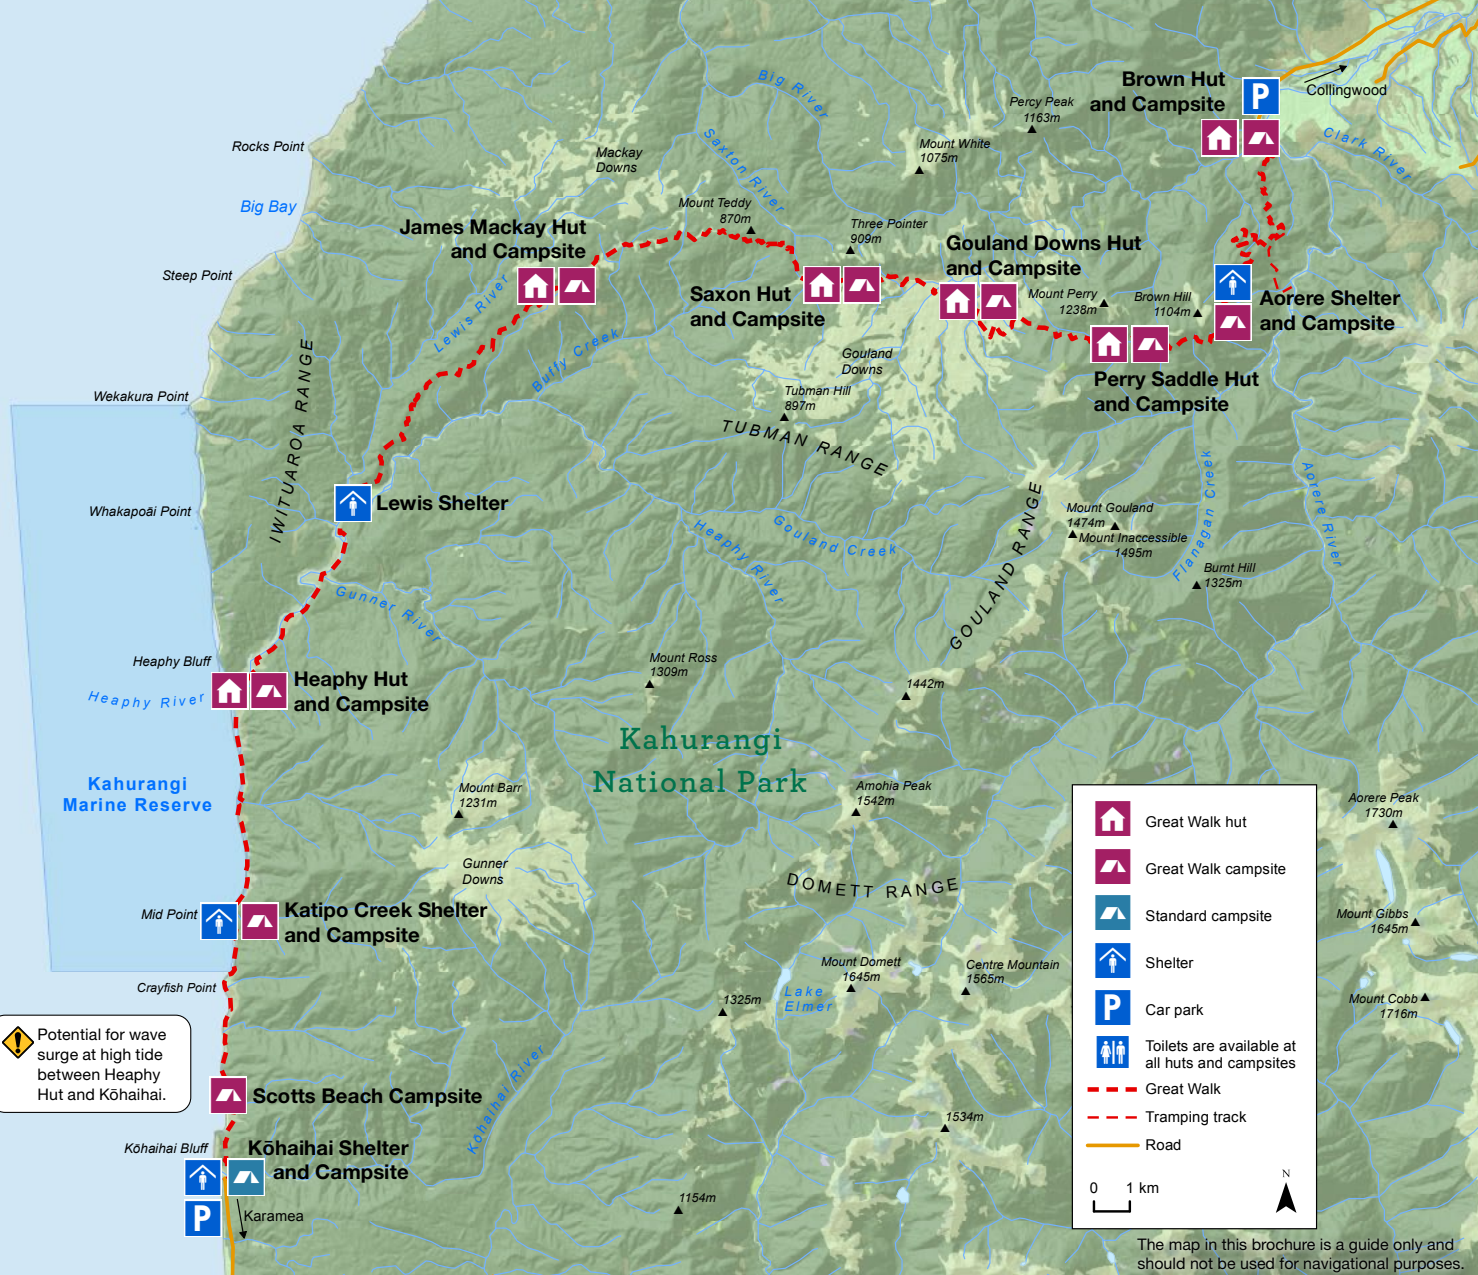 Brown Hut
and Campsite
P
Collingwood
Big River
Percy Peak
1163m
Clark River
Rocks Point
Mackay
Downs
Saxton River
Mount White
1075m
Big Bay
Mount Teddy
870m
Three Pointer
909m
James Mackay Hut
and Campsite
Gouland Downs Hut
and Campsite
Steep Point
Lewis River
Saxon Hut
and Campsite
Mount Perry
1238m
Brown Hill
1104m
Aorere Shelter
and Campsite
Buffy Creek
Gouland
Downs
Perry Saddle Hut
and Campsite
Wekakura Point
IWITUAROA RANGE
Tubman Hill
897m
TUBMAN RANGE
Whakapoāi Point
Lewis Shelter
Heaphy River
Gouland Creek
GOULAND RANGE
Mount Gouland
1474m
Mount Inaccessible
1495m
Flanagan Creek
Aorere River
Burnt Hill
1325m
Gunner River
Heaphy Bluff
Heaphy River
Heaphy Hut
and Campsite
Mount Ross
1309m
1442m
Kahurangi
National Park
Kahurangi
Marine Reserve
Mount Barr
1231m
Amohia Peak
1542m
Aorere Peak
1730m
Gunner
Downs
DOMETT RANGE
Mid Point
Katipo Creek Shelter
and Campsite
Mount Gibbs
1645m
Crayfish Point
Mount Domett
1645m
Centre Mountain
1565m
Lake
Elmer
1325m
Mount Cobb
1716m
Potential for wave
surge at high tide
between Heaphy
Hut and Kōhaihai.
Scotts Beach Campsite
Kōhaihai River
1534m
Kōhaihai Bluff
Kōhaihai Shelter
and Campsite
P
Karamea
1154m
Great Walk hut
Great Walk campsite
Standard campsite
Shelter
P
Car park
Toilets are available at
all huts and campsites
Great Walk
Tramping track
Road
0 1 km
N
The map in this brochure is a guide only and
should not be used for navigational purposes.